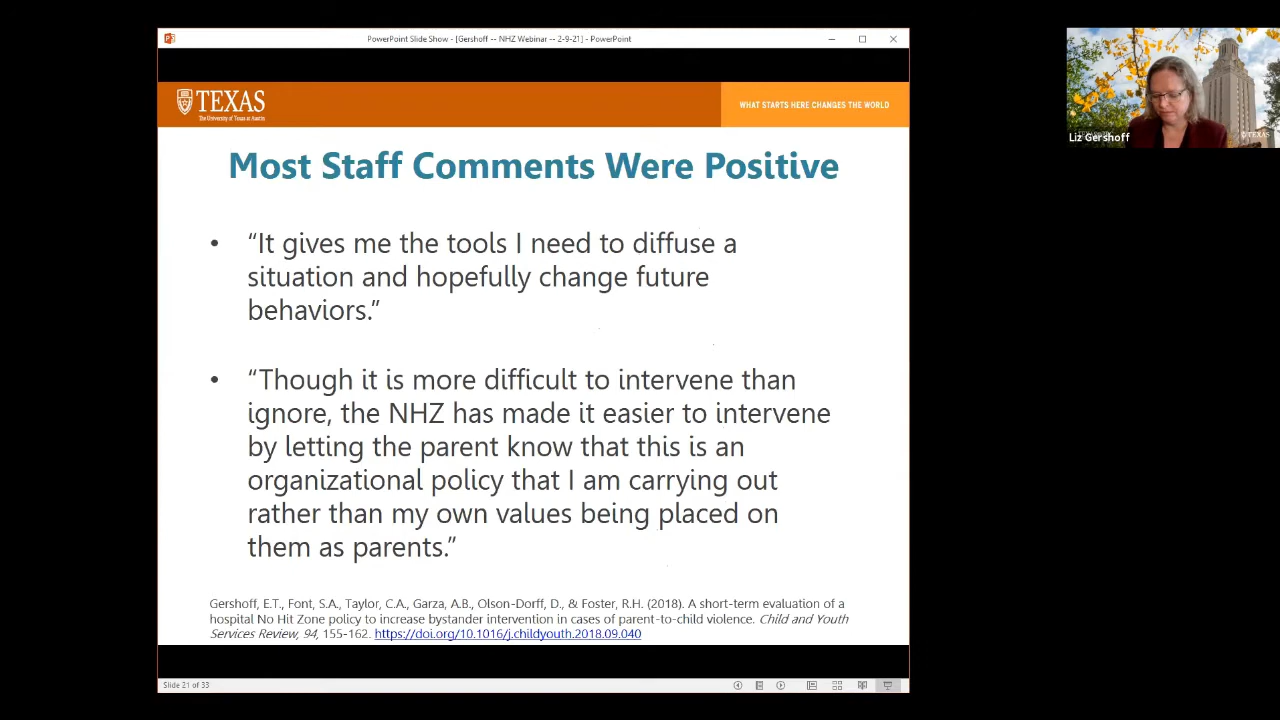 PowerPoint Slide Show - [Gershoff -- NHZ Webinar -- 2-9-21] - PowerPoint
TEXAS
The University of Texas at Austin
WHAT STARTS HERE CHANGES THE WORLD
Most Staff Comments Were Positive
• “It gives me the tools I need to diffuse a
situation and hopefully change future
behaviors.”
• “Though it is more difficult to intervene than
ignore, the NHZ has made it easier to intervene
by letting the parent know that this is an
organizational policy that I am carrying out
rather than my own values being placed on
them as parents.”
Gershoff, E.T., Font, S.A., Taylor, C.A., Garza, A.B., Olson-Dorff, D., & Foster, R.H. (2018). A short-term evaluation of a
hospital No Hit Zone policy to increase bystander intervention in cases of parent-to-child violence. Child and Youth
Services Review, 94, 155-162. https://doi.org/10.1016/j.childyouth.2018.09.040
Slide 21 of 33
Liz Gershoff
TEXAS